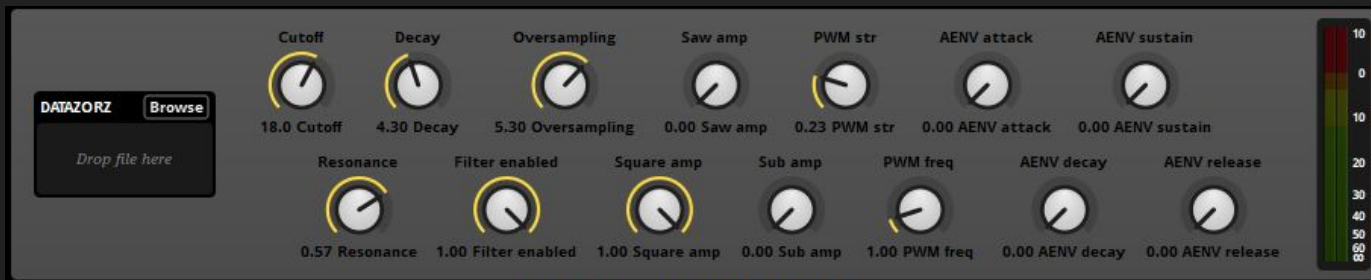 Cutoff Decay Oversampling Saw amp PWM str AENV attack AENV sustain
18.0 Cutoff 4.30 Decay 5.30 Oversampling 0.00 Saw amp 0.23 PWM str 0.00 AENV attack 0.00 AENV sustain
DATAZORZ Browse
Drop file here
Resonance Filter enabled Square amp Sub amp PWM freq AENV decay AENV release
0.57 Resonance 1.00 Filter enabled 1.00 Square amp 0.00 Sub amp 1.00 PWM freq 0.00 AENV decay 0.00 AENV release
10
0
10
20
30
40
50
60